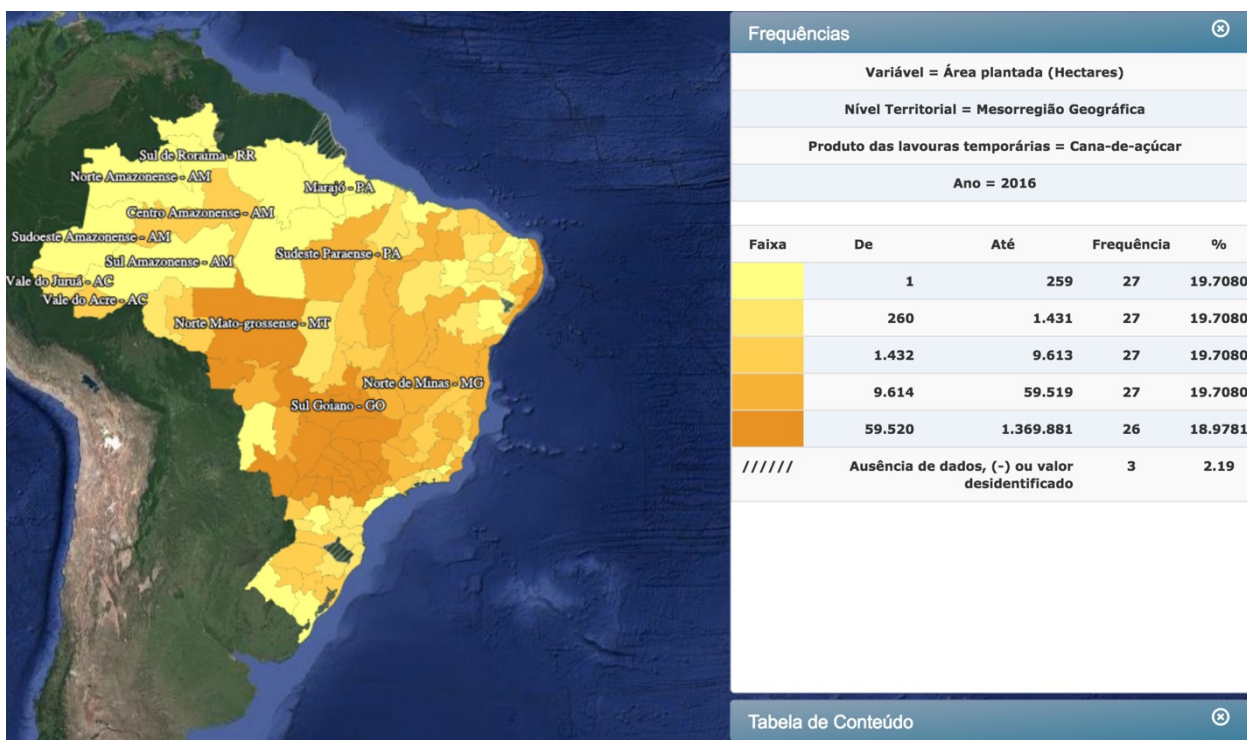 Sul de Roraima - RR
Norte Amazonense - AM
Marajó - PA
Centro Amazonense - AM
Sudoeste Amazonense - AM
Sul Amazonense - AM
Sudeste Paraense - PA
Vale do Juruá - AC
Vale do Acre - AC
Norte Mato-grossense - MT
Norte de Minas - MG
Sul Goiano - GO
Frequências
Variável = Área plantada (Hectares)
Nível Territorial = Mesorregião Geográfica
Produto das lavouras temporárias = Cana-de-açúcar
Ano = 2016
Faixa De Até Frequência %
1 259 27 19.7080
260 1.431 27 19.7080
1.432 9.613 27 19.7080
9.614 59.519 27 19.7080
59.520 1.369.881 26 18.9781
////// Ausência de dados, (-) ou valor 3 2.19
desidentificado
Tabela de Conteúdo